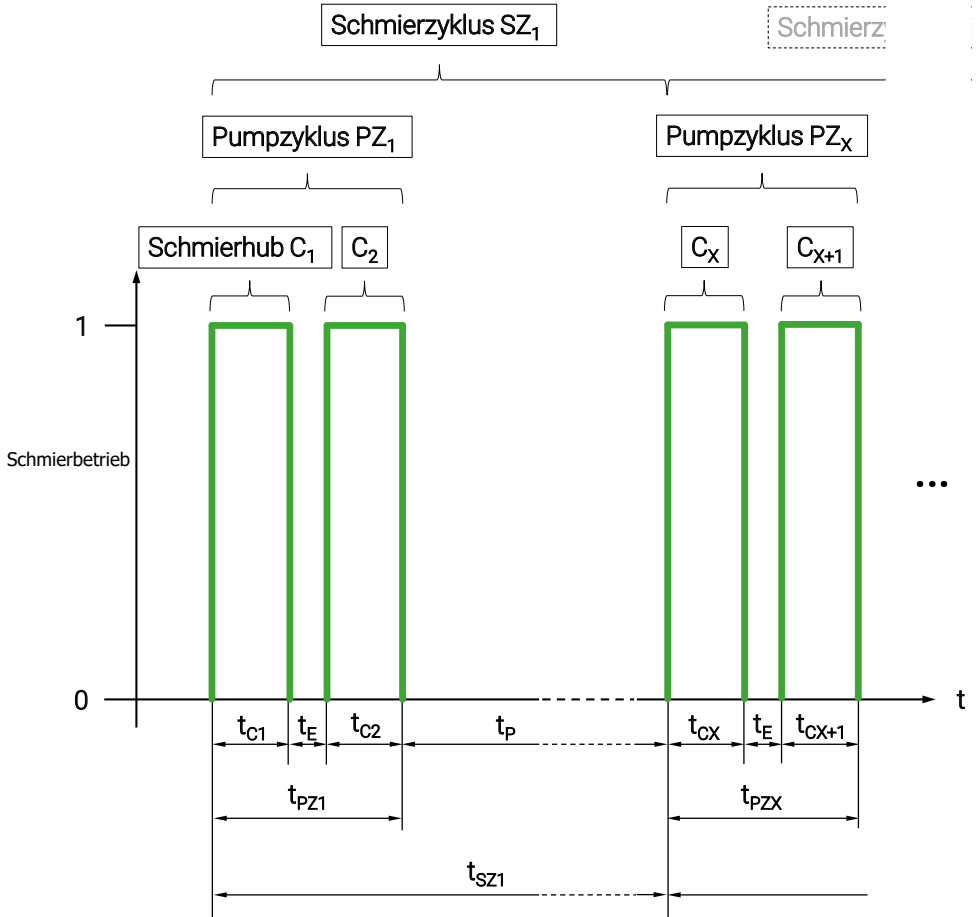 Schmierzyklus SZ1
Schmierzy
Pumpzyklus PZ1
Pumpzyklus PZX
Schmierhub C1
C2
CX
CX+1
1
Schmierbetrieb
...
0
t
tC1
tE
tC2
tP
tCX
tE
tCX+1
tPZ1
tPZX
tSZ1